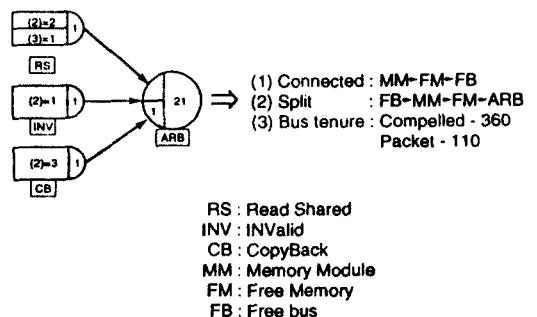 (2)=2
1
(3)=1
RS
(2)=1
1
INV
(2)=3
1
CB
21
1
ARB
(1) Connected : MM-FM-FB
(2) Split : FB-MM-FM-ARB
(3) Bus tenure : Compelled - 360
Packet - 110
RS : Read Shared
INV : INValid
CB : CopyBack
MM : Memory Module
FM : Free Memory
FB : Free bus